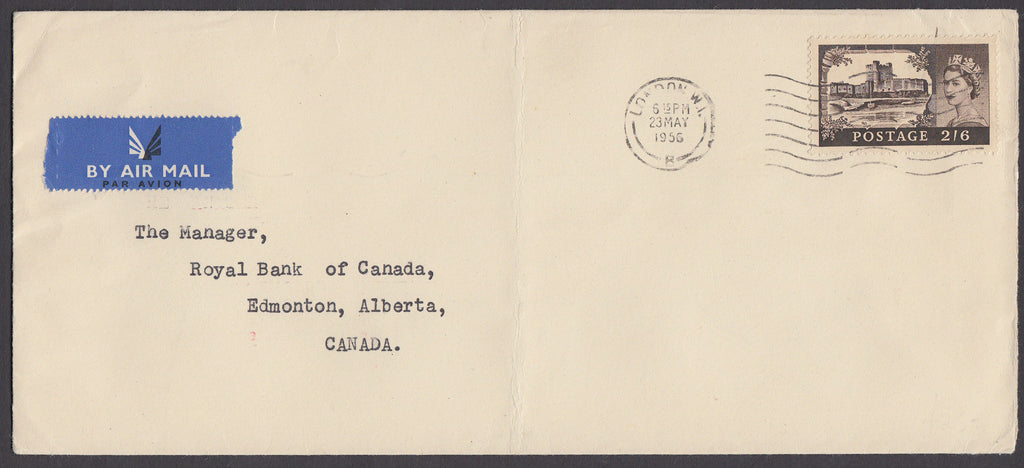 LONDON W.1.
6 15 PM
23 MAY
1956
B
POSTAGE 2/6
BY AIR MAIL
PAR AVION
The Manager,
Royal Bank of Canada,
Edmonton, Alberta,
CANADA.